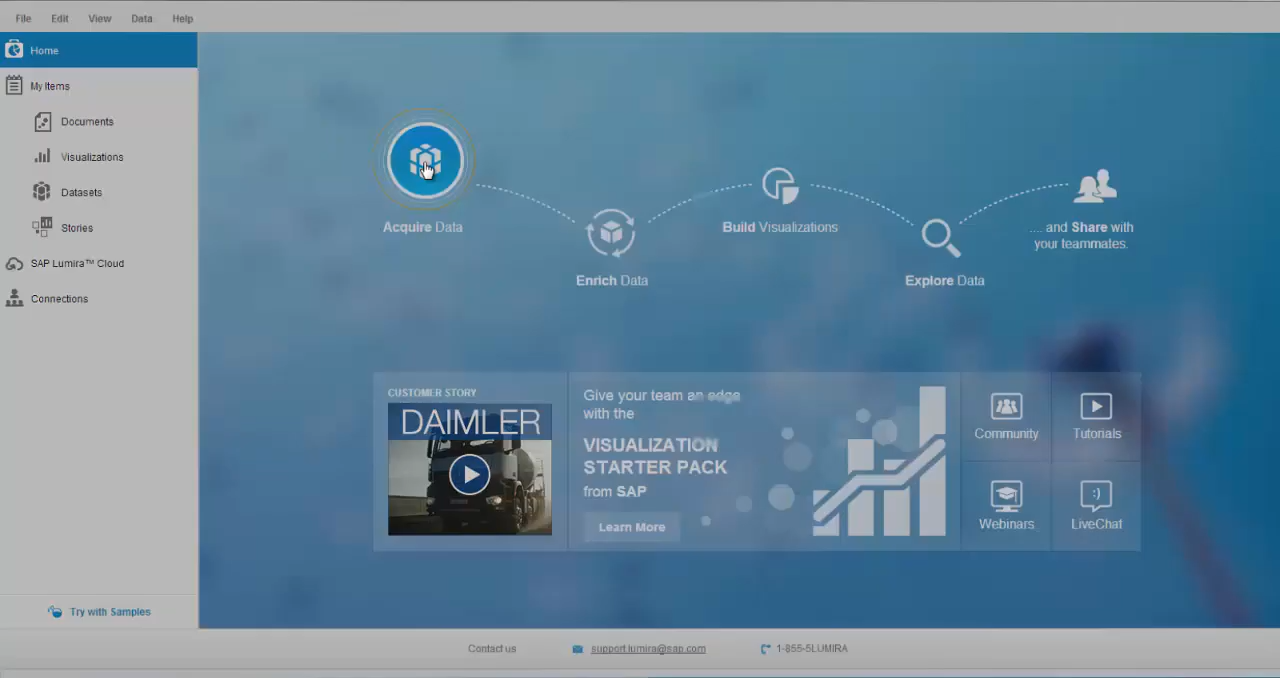 File Edit View Data Help
Home
My Items
Documents
Visualizations
Datasets
Stories
SAP Lumira™ Cloud
Connections
Try with Samples
Acquire Data
Enrich Data
Build Visualizations
Explore Data
.... and Share with
your teammates.
CUSTOMER STORY
DAIMLER
Give your team an edge
with the
VISUALIZATION
STARTER PACK
from SAP
Learn More
Community
Tutorials
Webinars
:)
LiveChat
Contact us
support.lumira@sap.com
1-855-5LUMIRA